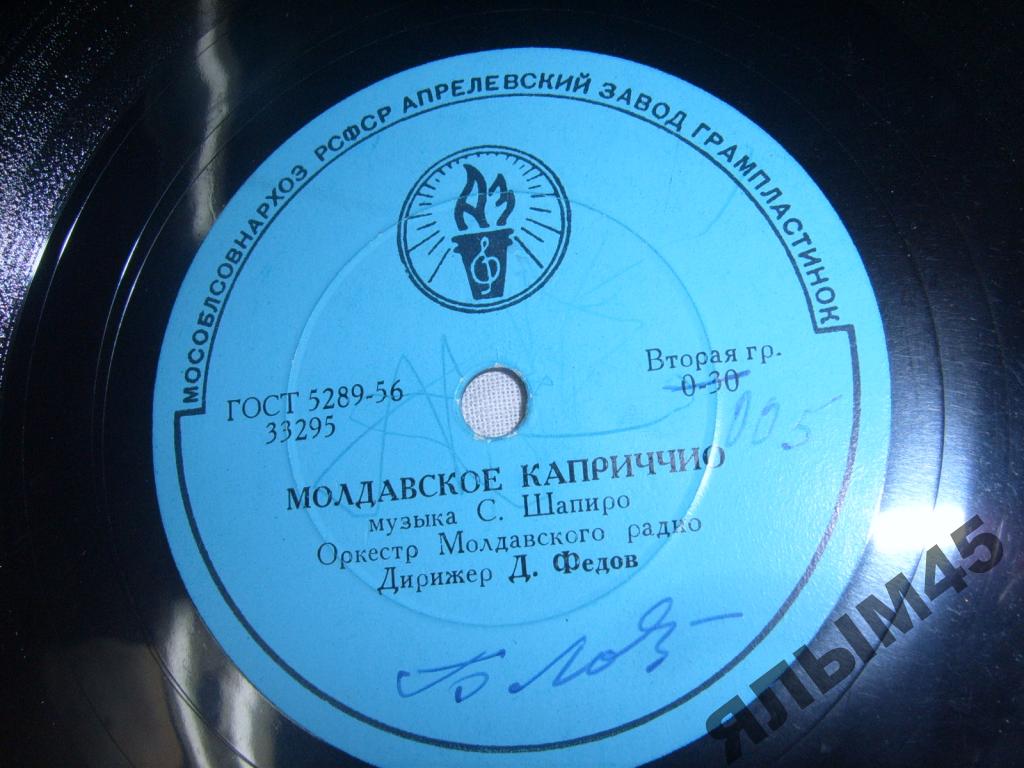 МОСОБЛСОВНАРХОЗ РСФСР АПРЕЛЕВСКИЙ ЗАВОД ГРАМПЛАСТИНОК
АЗ
ГОСТ 5289-56
33295
Вторая гр.
0-30
005
МОЛДАВСКОЕ КАПРИЧЧИО
музыка С. Шапиро
Оркестр Молдавского радио
Дирижер Д. Федов
ЯЛЫМ45